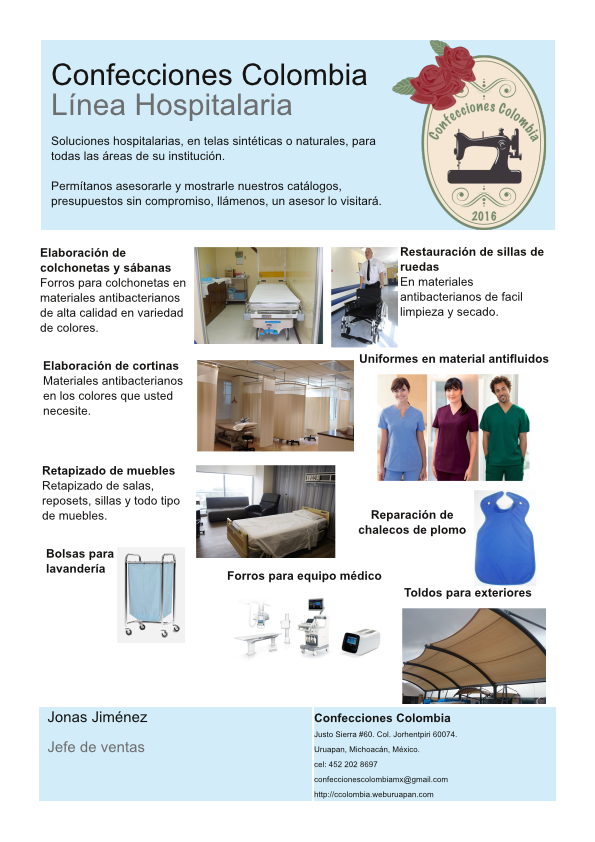 Confecciones Colombia
Línea Hospitalaria
Soluciones hospitalarias, en telas sintéticas o naturales, para
todas las áreas de su institución.
Permítanos asesorarle y mostrarle nuestros catálogos,
presupuestos sin compromiso, llámenos, un asesor lo visitará.
Confecciones Colombia
2016
Elaboración de
colchonetas y sábanas
Forros para colchonetas en
materiales antibacterianos
de alta calidad en variedad
de colores.
Restauración de sillas de
ruedas
En materiales
antibacterianos de facil
limpieza y secado.
Elaboración de cortinas
Materiales antibacterianos
en los colores que usted
necesite.
Uniformes en material antifluidos
Retapizado de muebles
Retapizado de salas,
reposets, sillas y todo tipo
de muebles.
Reparación de
chalecos de plomo
Bolsas para
lavandería
Forros para equipo médico
Toldos para exteriores
Jonas Jiménez
Jefe de ventas
Confecciones Colombia
Justo Sierra #60. Col. Jorhentpiri 60074.
Uruapan, Michoacán, México.
cel: 452 202 8697
confeccionescolombiamx@gmail.com
http://ccolombia.weburuapan.com